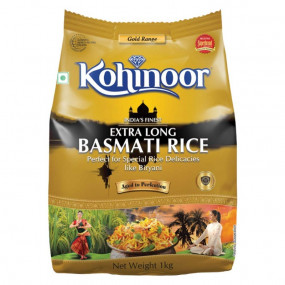 Gold Range
Kohinoor
INDIA'S FINEST
EXTRA LONG
BASMATI RICE
Perfect for Special Rice Delicacies
like Biryani
Aged to Perfection
Net Weight 1kg